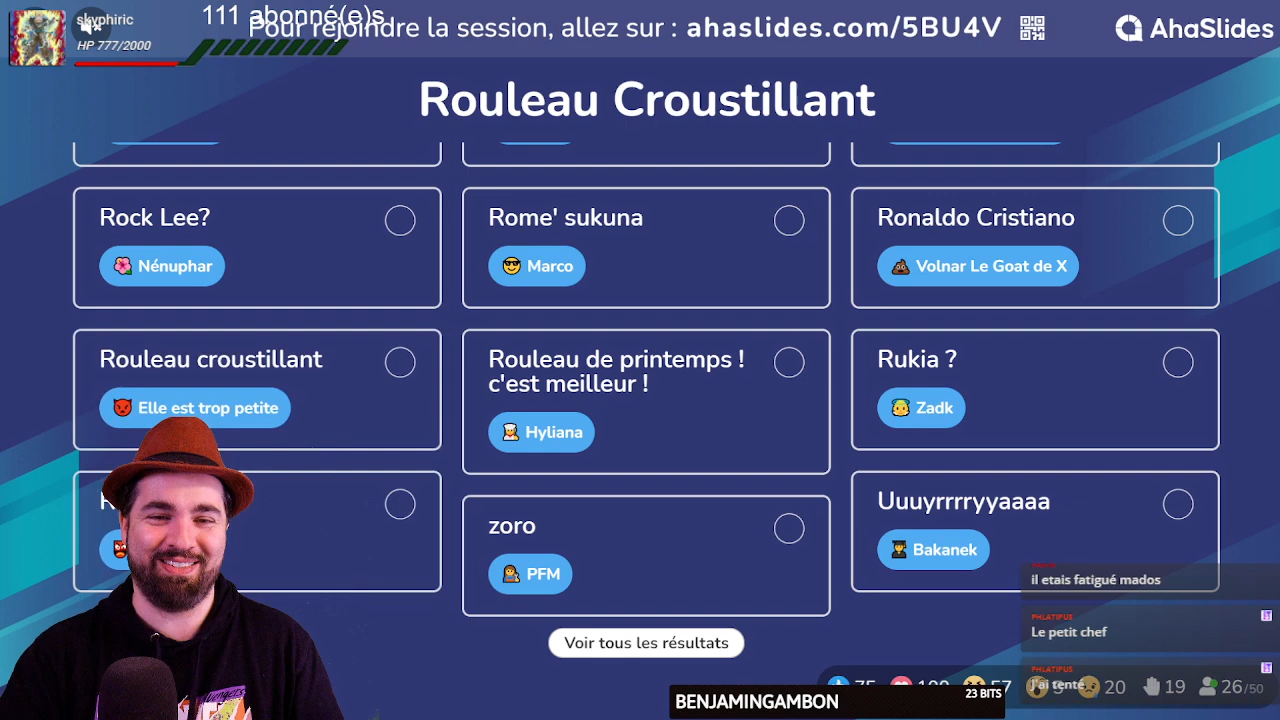 skyphiric
HP 777/2000
111 abonné(e)s
Pour rejoindre la session, allez sur : ahaslides.com/5BU4V
AhaSlides
Rouleau Croustillant
Rock Lee?
Nénuphar
Rome' sukuna
Marco
Ronaldo Cristiano
Volnar Le Goat de X
Rouleau croustillant
Elle est trop petite
Rouleau de printemps !
c'est meilleur !
Hyliana
Rukia ?
Zadk
zoro
PFM
Uuuyrrrryyaaaa
Bakanek
il etais fatigué mados
PHLATIPUS
Le petit chef
PHLATIPUS
J'ai tente
Voir tous les résultats
20
19
26/50
BENJAMINGAMBON
23 BITS